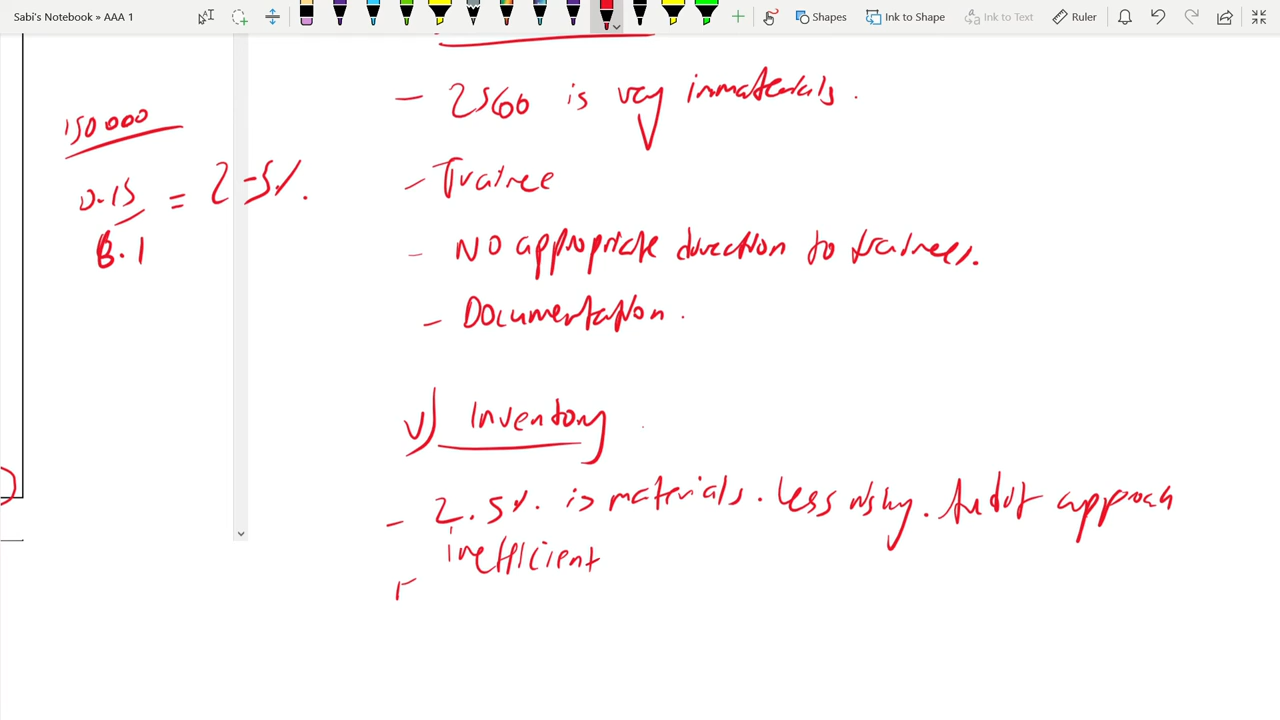 Sabi's Notebook » AAA 1
Shapes
Ink to Shape
Ink to Text
Ruler
150000
0.15 = 2-5%.
6.1
- 2560 is very immaterials.
- Trainee
- NO appropriate direction to trainees.
- Documentation.
v) Inventory
- 2.5% is materials. Less risky. Audit approach
inefficient